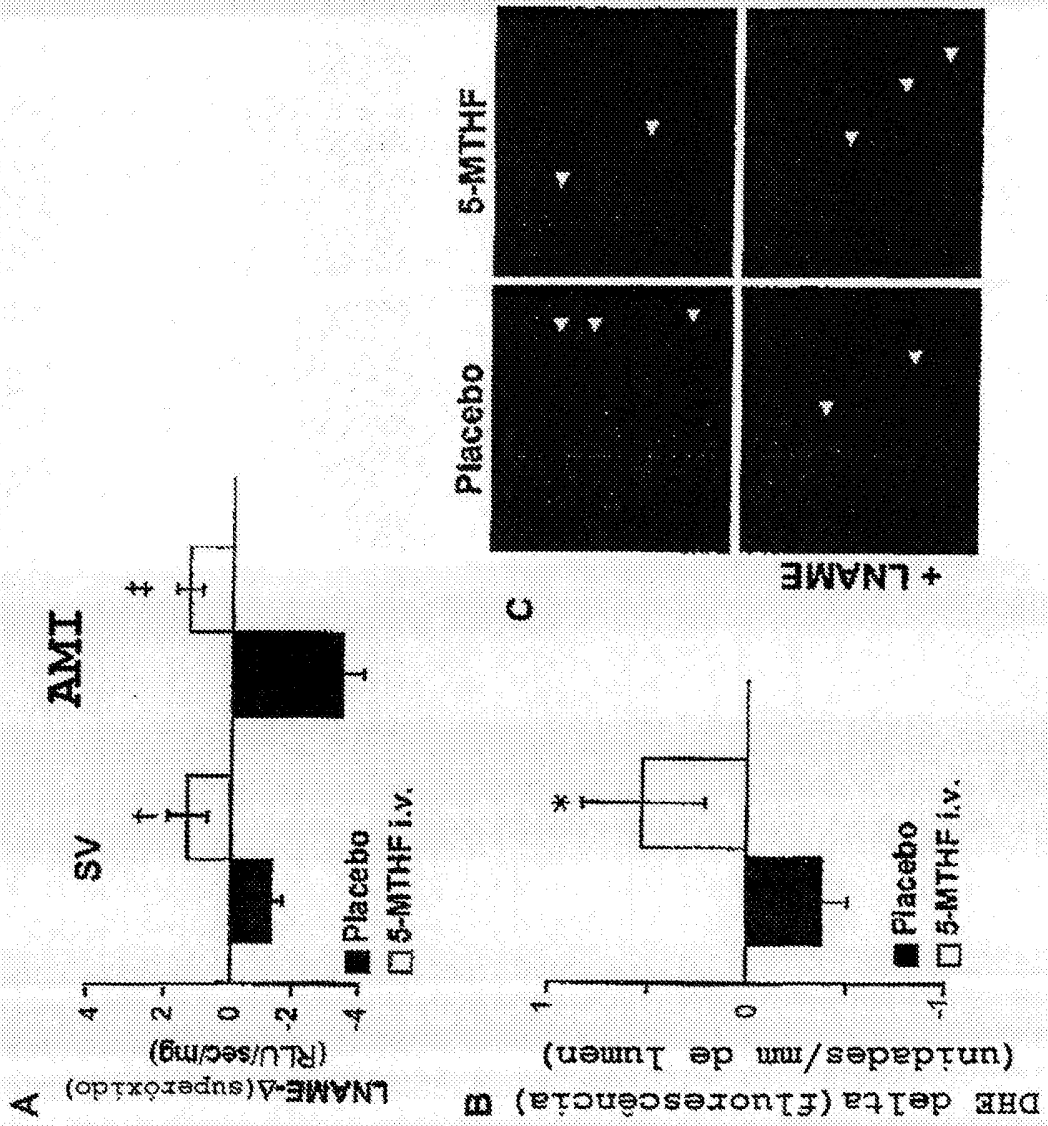 A
SV
AMI
†
‡
4
2
0
-2
-4
LNAME-Δ(superóxido)
(RLU/sec/mg)
Placebo
5-MTHF i.v.
B
*
1
0
-1
DHE delta (fluorescência)
(unidades/mm de lumen)
Placebo
5-MTHF i.v.
C
Placebo
5-MTHF
+ LNAME